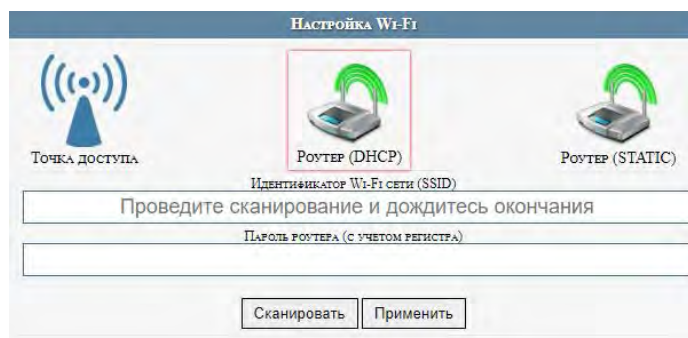 Настройка Wi-Fi
Точка доступа
Роутер (DHCP)
Роутер (STATIC)
Идентификатор Wi-Fi сети (SSID)
Проведите сканирование и дождитесь окончания
Пароль роутера (с учетом регистра)
Сканировать Применить